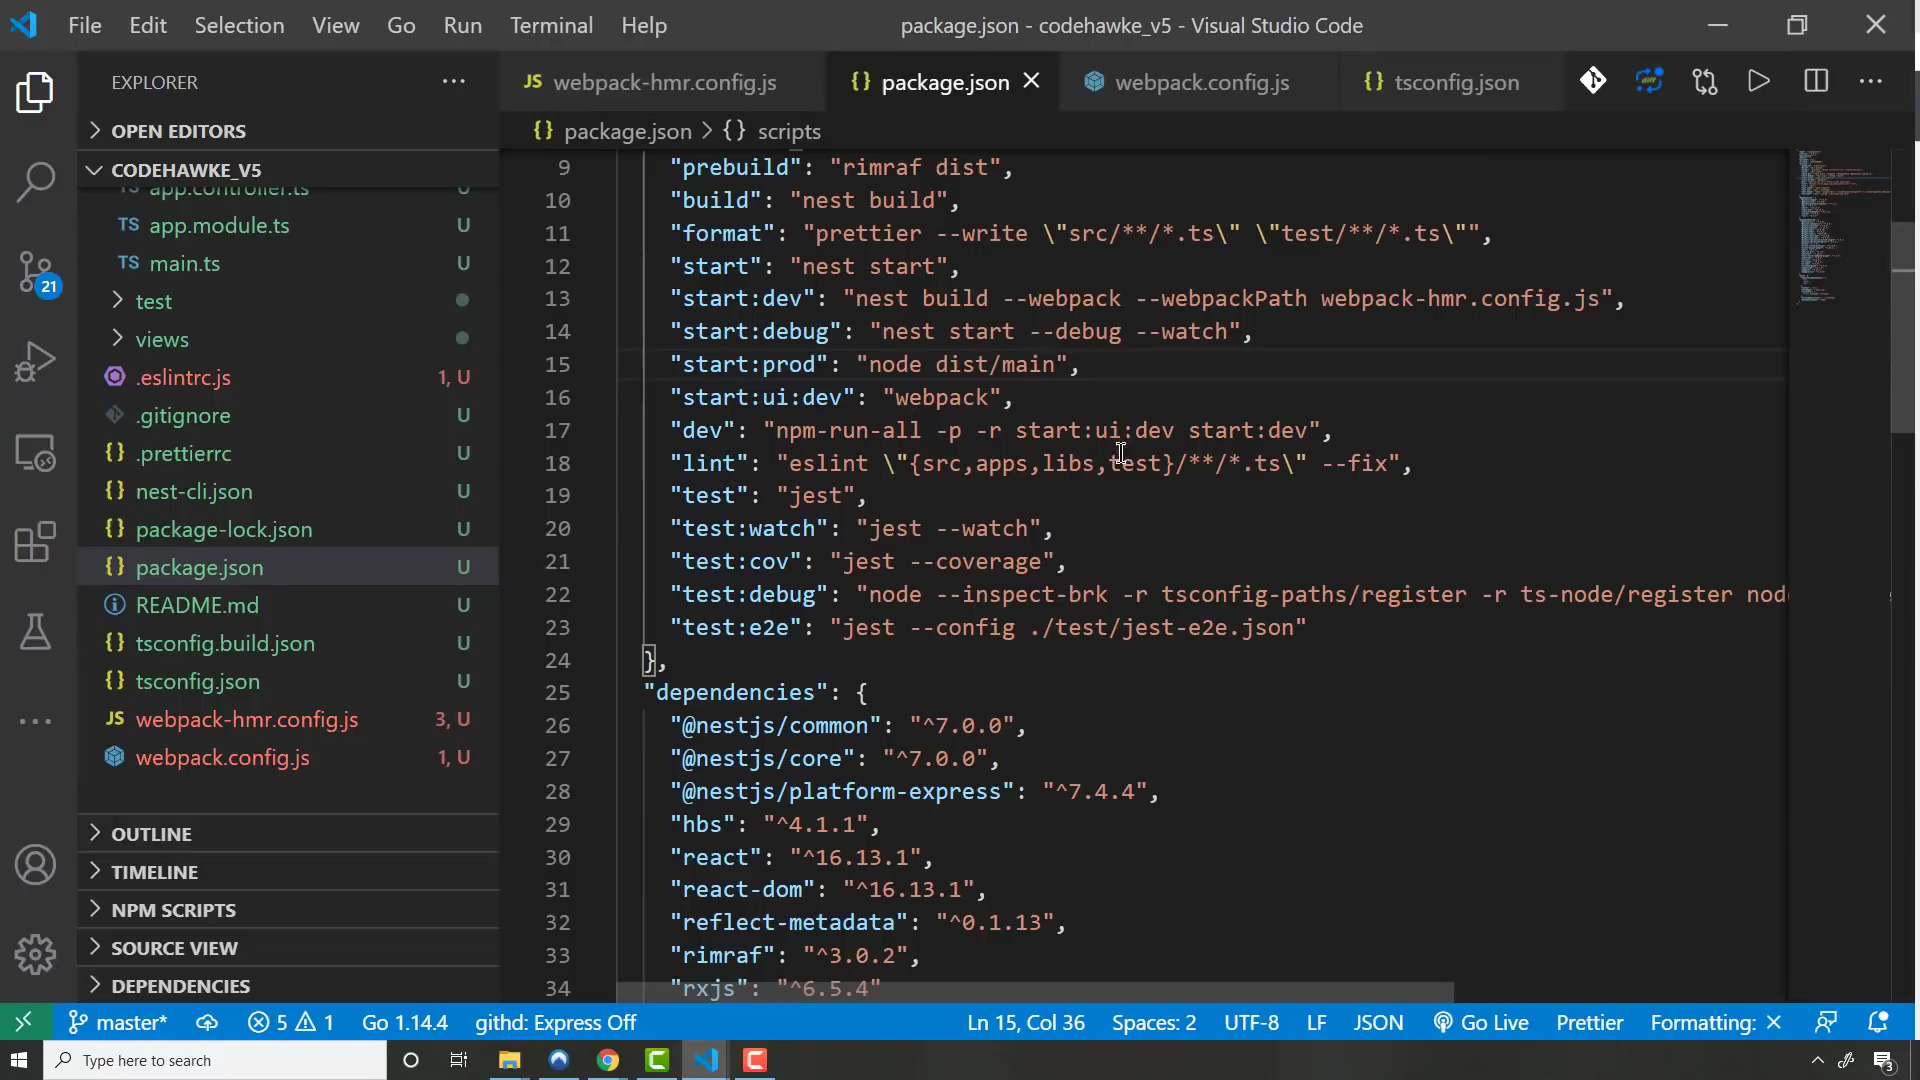 File Edit Selection View Go Run Terminal Help package.json - codehawke_v5 - Visual Studio Code
EXPLORER
OPEN EDITORS
CODEHAWKE_V5
app.controller.ts U
TS app.module.ts U
TS main.ts U
test
views
.eslintrc.js 1, U
.gitignore U
{} .prettierrc U
{} nest-cli.json U
{} package-lock.json U
{} package.json U
README.md U
{} tsconfig.build.json U
{} tsconfig.json U
JS webpack-hmr.config.js 3, U
webpack.config.js 1, U
OUTLINE
TIMELINE
NPM SCRIPTS
SOURCE VIEW
DEPENDENCIES
21
JS webpack-hmr.config.js {} package.json webpack.config.js {} tsconfig.json
{} package.json > {} scripts
9 "prebuild": "rimraf dist",
10 "build": "nest build",
11 "format": "prettier --write \"src/**/*.ts\" \"test/**/*.ts\"",
12 "start": "nest start",
13 "start:dev": "nest build --webpack --webpackPath webpack-hmr.config.js",
14 "start:debug": "nest start --debug --watch",
15 "start:prod": "node dist/main",
16 "start:ui:dev": "webpack",
17 "dev": "npm-run-all -p -r start:ui:dev start:dev",
18 "lint": "eslint \"{src,apps,libs,test}/**/*.ts\" --fix",
19 "test": "jest",
20 "test:watch": "jest --watch",
21 "test:cov": "jest --coverage",
22 "test:debug": "node --inspect-brk -r tsconfig-paths/register -r ts-node/register nod
23 "test:e2e": "jest --config ./test/jest-e2e.json"
24 },
25 "dependencies": {
26 "@nestjs/common": "^7.0.0",
27 "@nestjs/core": "^7.0.0",
28 "@nestjs/platform-express": "^7.4.4",
29 "hbs": "^4.1.1",
30 "react": "^16.13.1",
31 "react-dom": "^16.13.1",
32 "reflect-metadata": "^0.1.13",
33 "rimraf": "^3.0.2",
34 "rxjs": "^6.5.4"
master* 5 1 Go 1.14.4 githd: Express Off Ln 15, Col 36 Spaces: 2 UTF-8 LF JSON Go Live Prettier Formatting: ×
Type here to search 3